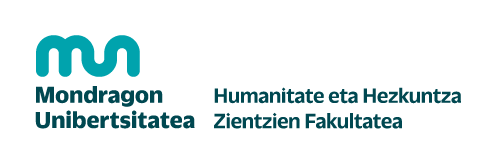 Mondragon
Unibertsitatea
Humanitate eta Hezkuntza
Zientzien Fakultatea